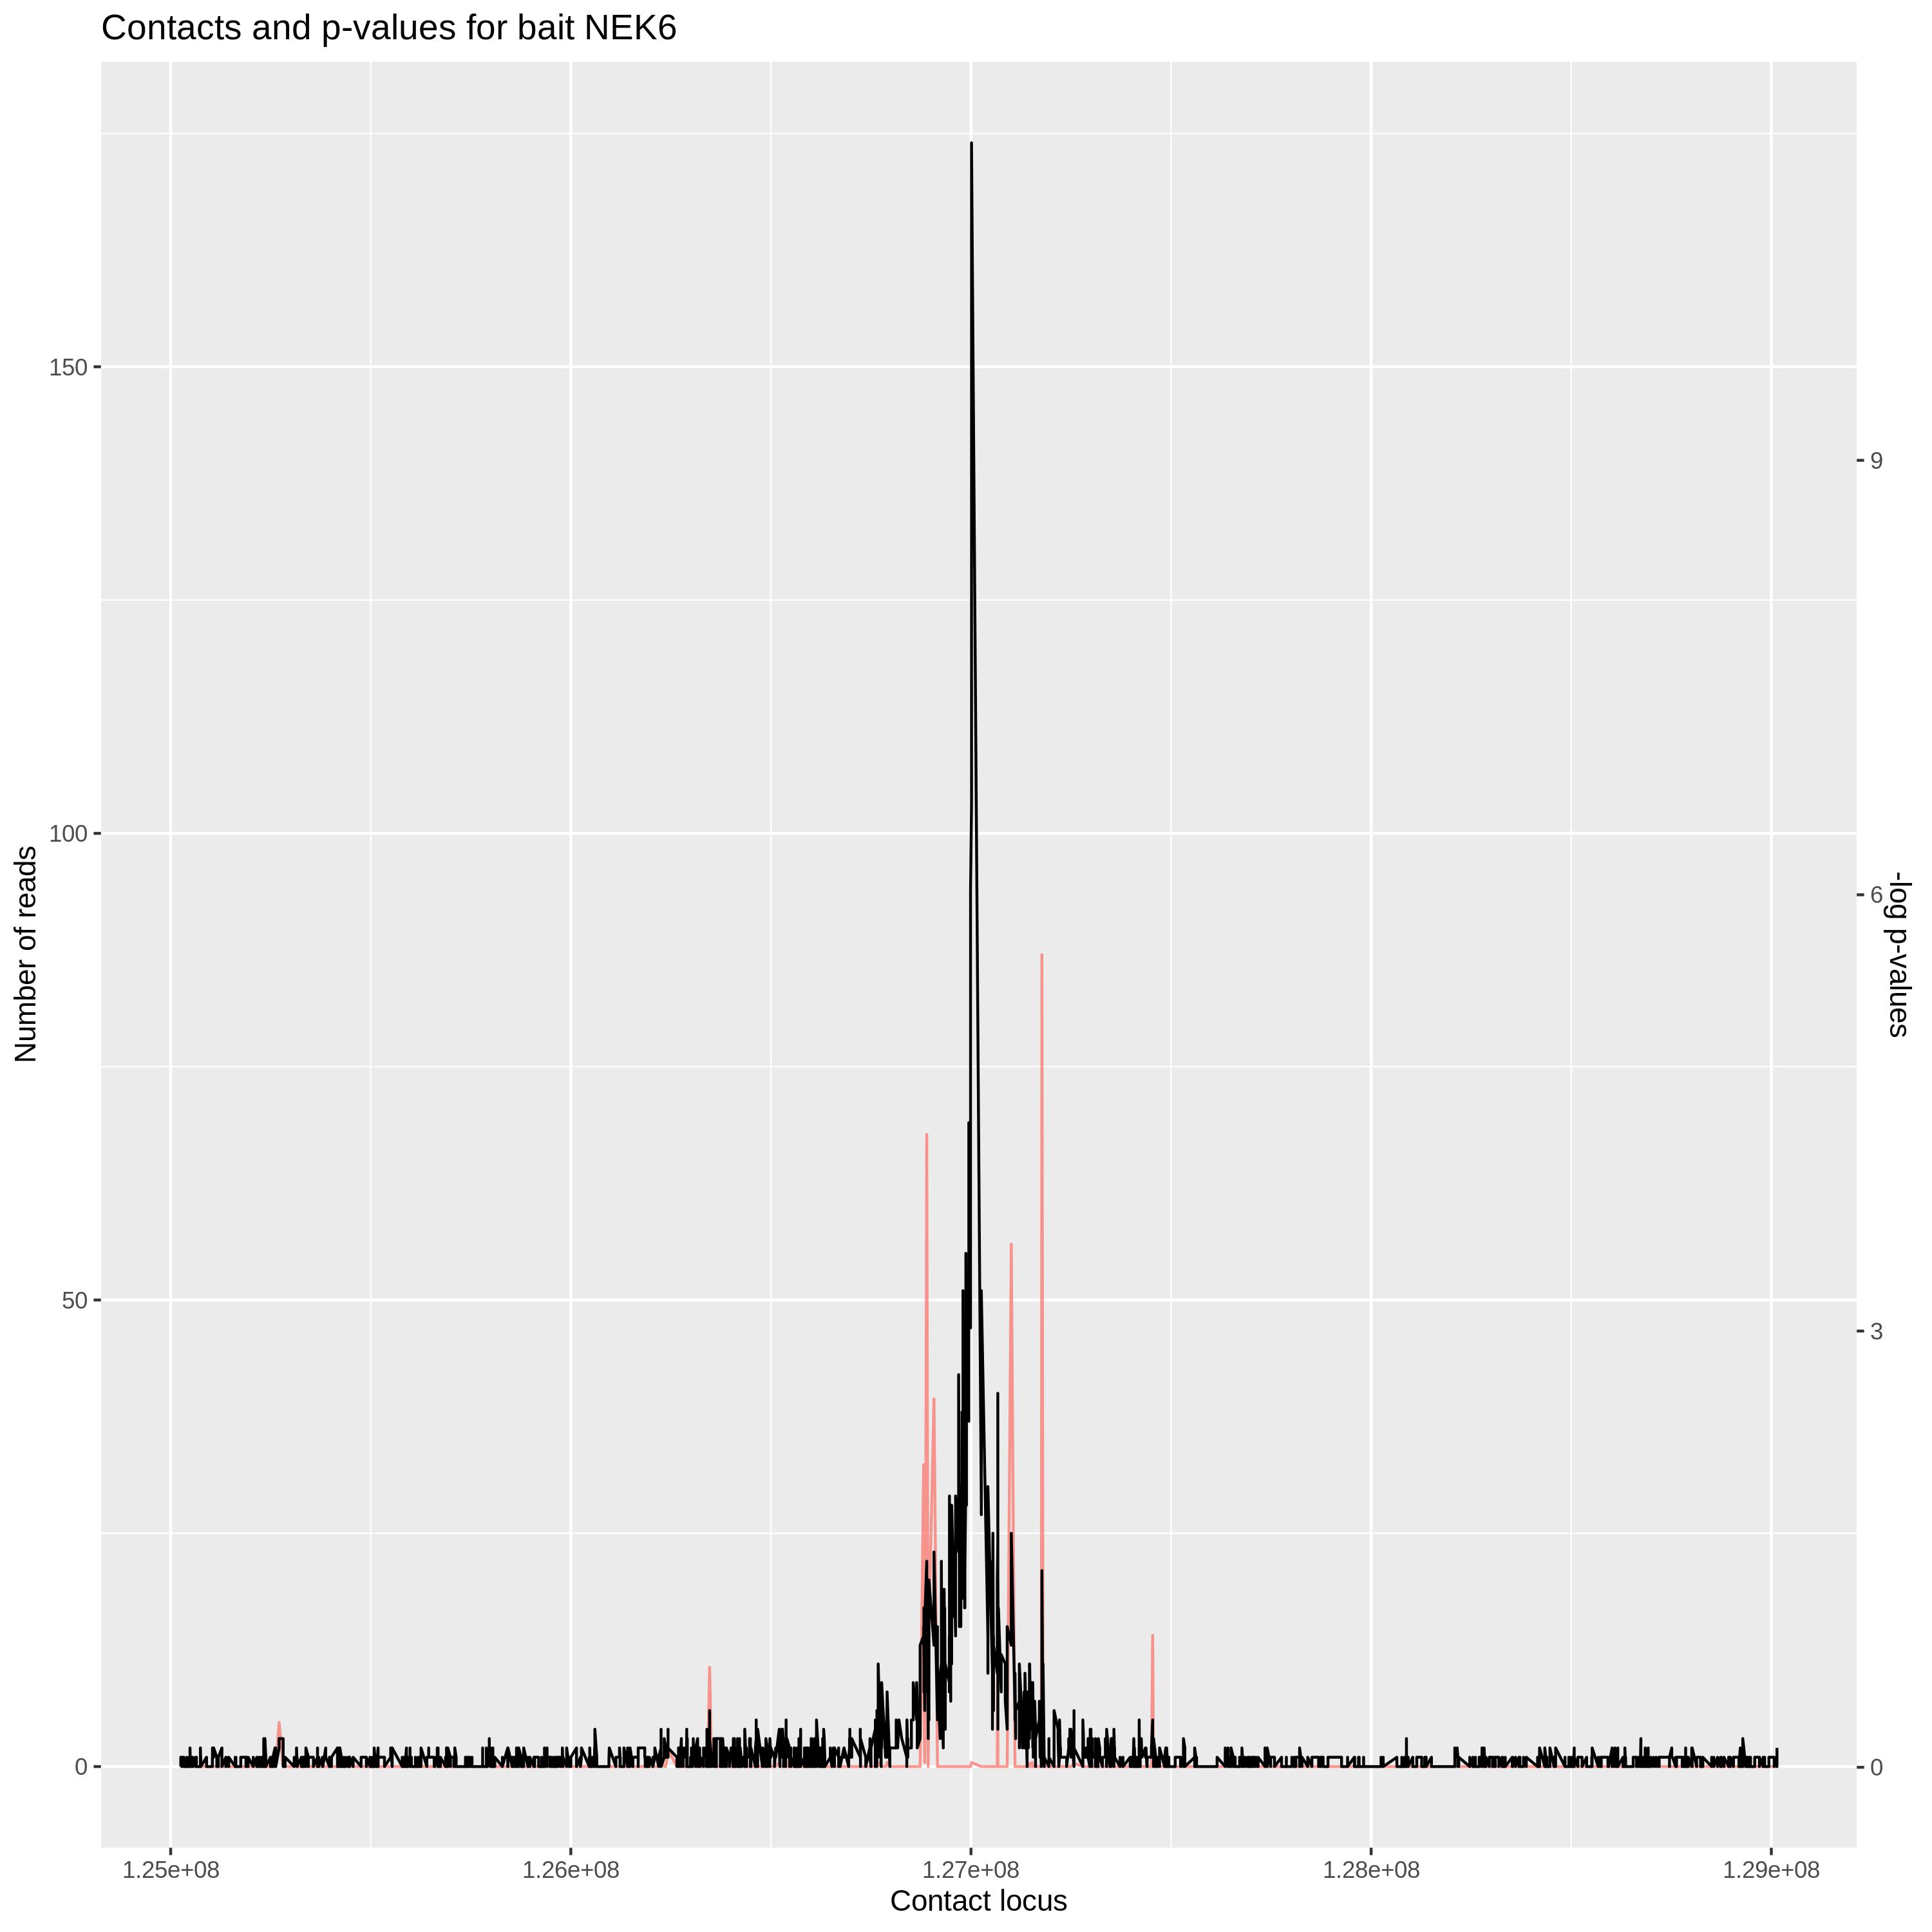 Contacts and p-values for bait NEK6
150
100
50
0
9
6
3
0
Number of reads
-log p-values
1.25e+08 1.26e+08 1.27e+08 1.28e+08 1.29e+08
Contact locus